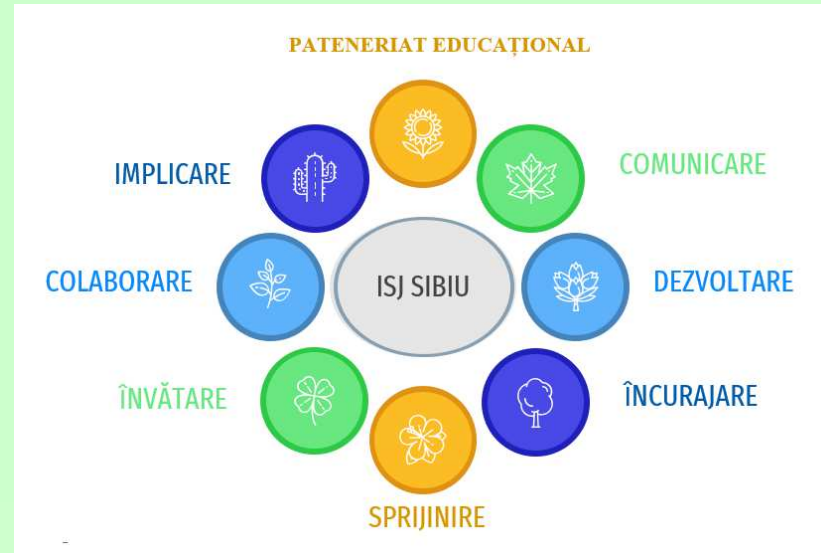 PATENERIAT EDUCAȚIONAL
IMPLICARE
COMUNICARE
COLABORARE
ISJ SIBIU
DEZVOLTARE
ÎNVĂTARE
ÎNCURAJARE
SPRIJINIRE